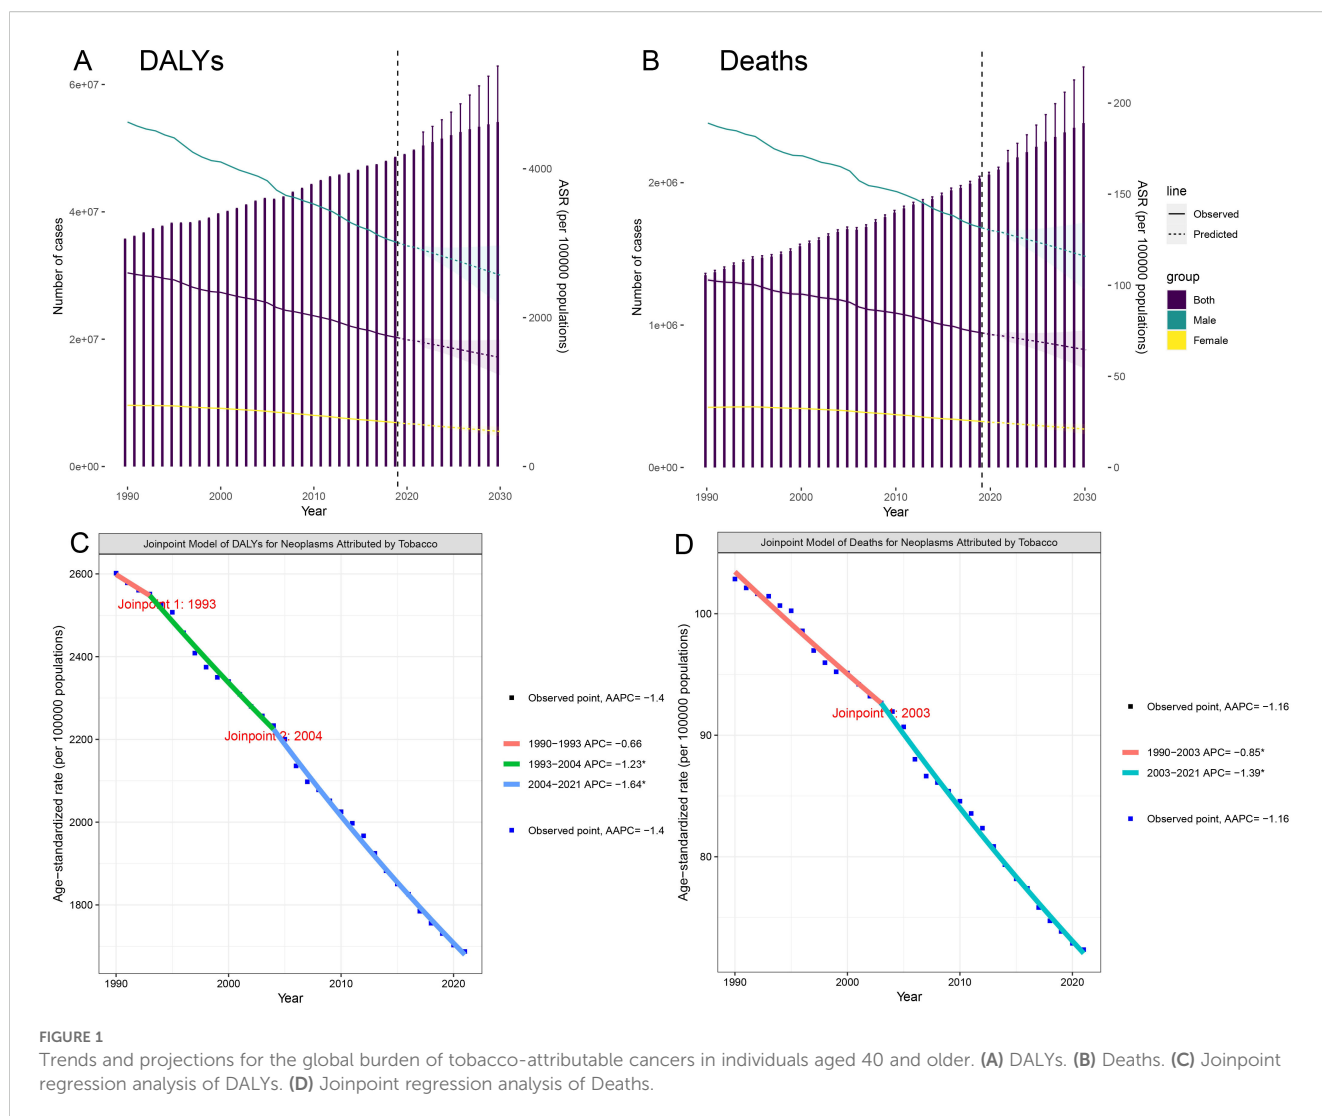 A DALYs
6e+07
4e+07
2e+07
0e+00
Number of cases
4000
2000
0
ASR (per 100000 populations)
1990 2000 2010 2020 2030
Year
B Deaths
2e+06
1e+06
0e+00
Number of cases
200
150
100
50
0
ASR (per 100000 populations)
1990 2000 2010 2020 2030
Year
line
Observed
Predicted
group
Both
Male
Female
C
Joinpoint Model of DALYs for Neoplasms Attributed by Tobacco
2600
2400
2200
2000
1800
Age−standardized rate (per 100000 populations)
Joinpoint 1: 1993
Joinpoint 2: 2004
1990 2000 2010 2020
Year
Observed point, AAPC= −1.4
1990−1993 APC= −0.66
1993−2004 APC= −1.23*
2004−2021 APC= −1.64*
Observed point, AAPC= −1.4
D
Joinpoint Model of Deaths for Neoplasms Attributed by Tobacco
100
90
80
Age−standardized rate (per 100000 populations)
Joinpoint 1: 2003
1990 2000 2010 2020
Year
Observed point, AAPC= −1.16
1990−2003 APC= −0.85*
2003−2021 APC= −1.39*
Observed point, AAPC= −1.16
FIGURE 1
Trends and projections for the global burden of tobacco-attributable cancers in individuals aged 40 and older. (A) DALYs. (B) Deaths. (C) Joinpoint
regression analysis of DALYs. (D) Joinpoint regression analysis of Deaths.